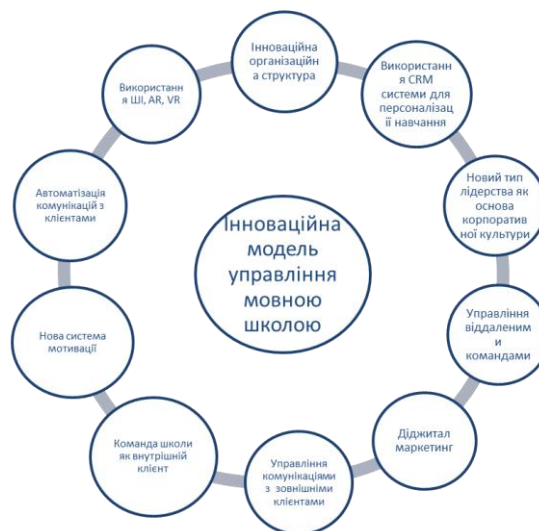 Інноваційна
організаційн
а структура
Використанн
я CRM
системи для
персоналізац
ії навчання
Новий тип
лідерства як
основа
корпоратив
ної культури
Управління
віддаленим
и
командами
Діджитал
маркетинг
Управління
комунікаціями
з зовнішніми
клієнтами
Команда школи
як внутрішній
клієнт
Нова система
мотивації
Автоматізація
комунікацій з
клієнтами
Використанн
я ШІ, AR, VR
Інноваційна
модель
управління
мовною
школою